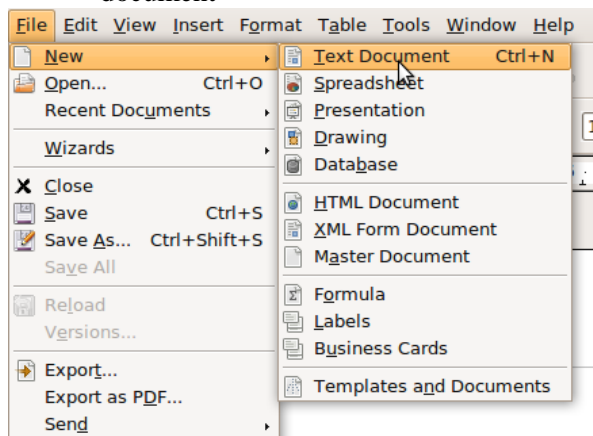 document
File Edit View Insert Format Table Tools Window Help
New
Open... Ctrl+O
Recent Documents
Wizards
Close
Save Ctrl+S
Save As... Ctrl+Shift+S
Save All
Reload
Versions...
Export...
Export as PDF...
Send
Text Document Ctrl+N
Spreadsheet
Presentation
Drawing
Database
HTML Document
XML Form Document
Master Document
Formula
Labels
Business Cards
Templates and Documents
1